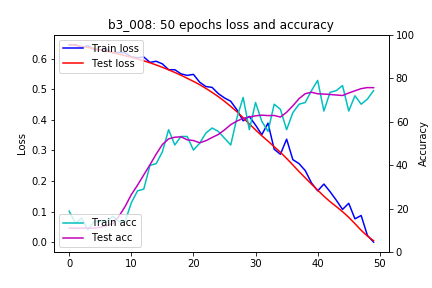 b3_008: 50 epochs loss and accuracy
Train loss
Test loss
Train acc
Test acc
Loss
Accuracy
0.6
0.5
0.4
0.3
0.2
0.1
0.0
100
80
60
40
20
0
0 10 20 30 40 50